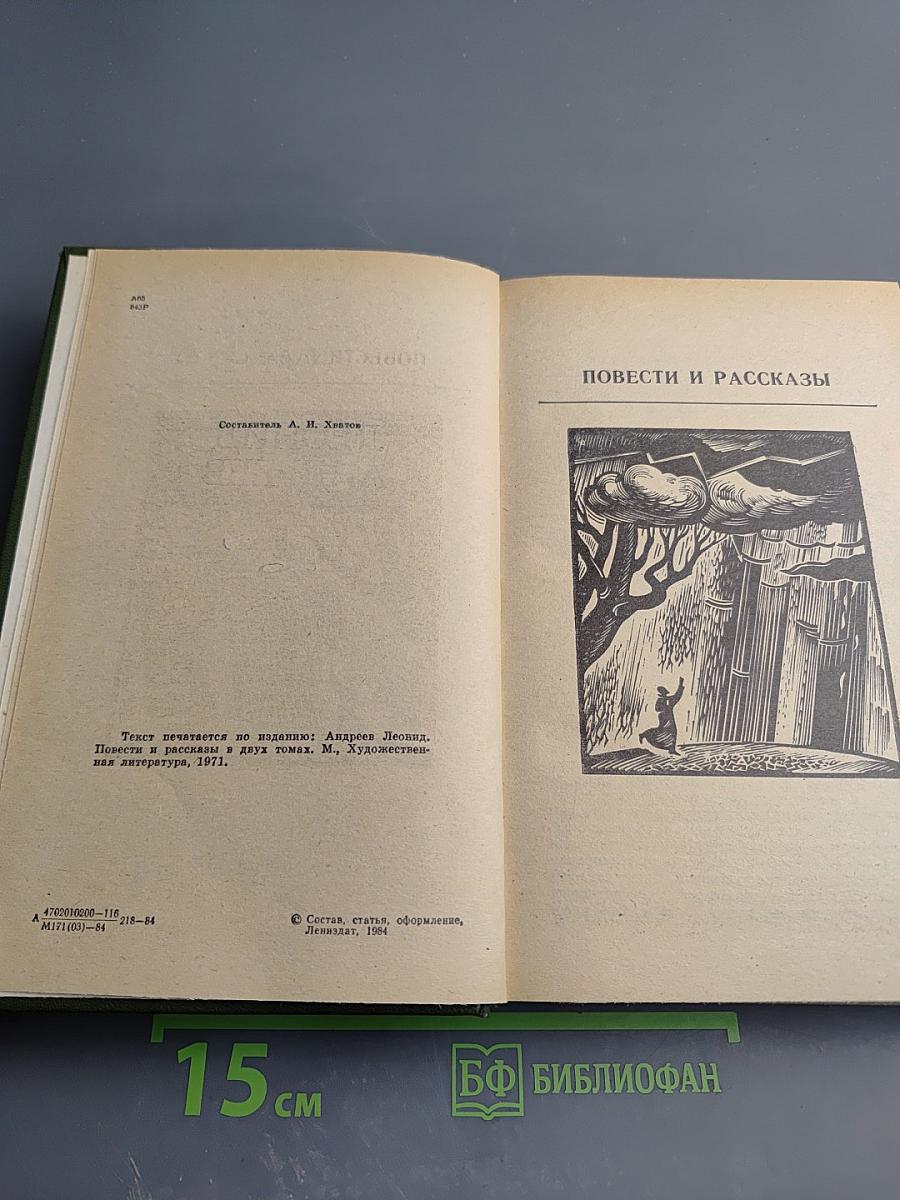 А65
843Р
Составитель А. И. Хватов
Текст печатается по изданию: Андреев Леонид.
Повести и рассказы в двух томах. М., Художествен-
ная литература, 1971.
А 4702010200—116 218—84
М171(03)—84
© Состав, статья, оформление,
Лениздат, 1984
ПОВЕСТИ И РАССКАЗЫ
15 см
БФ БИБЛИОФАН